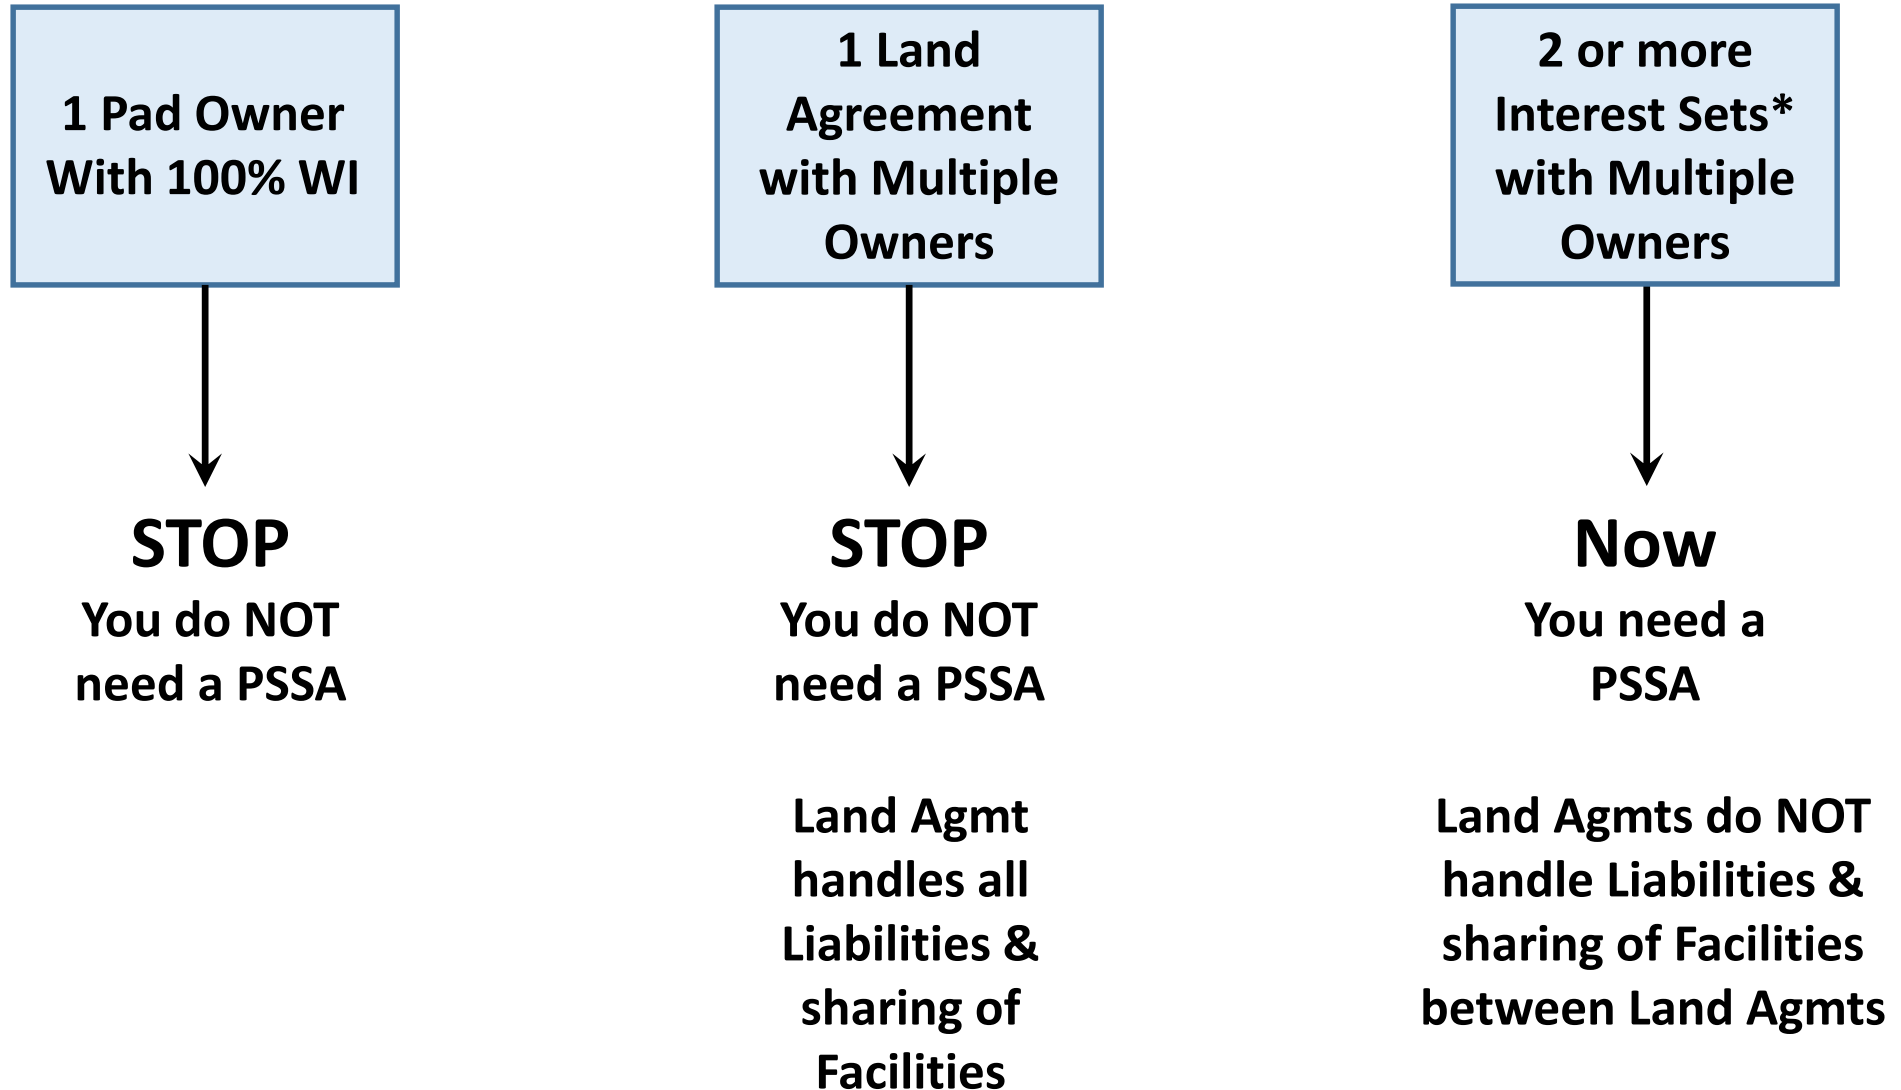 1 Pad Owner
With 100% WI
STOP
You do NOT
need a PSSA
1 Land
Agreement
with Multiple
Owners
STOP
You do NOT
need a PSSA
Land Agmt
handles all
Liabilities &
sharing of
Facilities
2 or more
Interest Sets*
with Multiple
Owners
Now
You need a
PSSA
Land Agmts do NOT
handle Liabilities &
sharing of Facilities
between Land Agmts